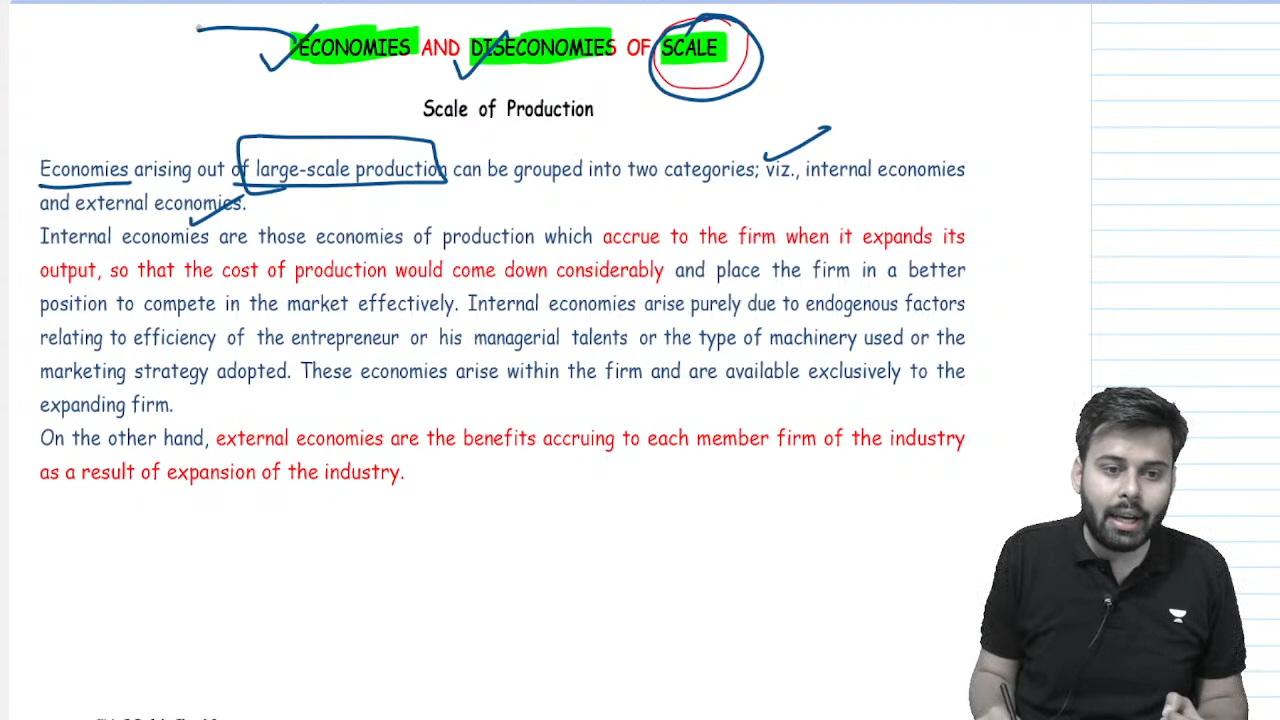 ECONOMIES AND DISECONOMIES OF SCALE
Scale of Production
Economies arising out of large-scale production can be grouped into two categories; viz., internal economies
and external economies.
Internal economies are those economies of production which accrue to the firm when it expands its
output, so that the cost of production would come down considerably and place the firm in a better
position to compete in the market effectively. Internal economies arise purely due to endogenous factors
relating to efficiency of the entrepreneur or his managerial talents or the type of machinery used or the
marketing strategy adopted. These economies arise within the firm and are available exclusively to the
expanding firm.
On the other hand, external economies are the benefits accruing to each member firm of the industry
as a result of expansion of the industry.